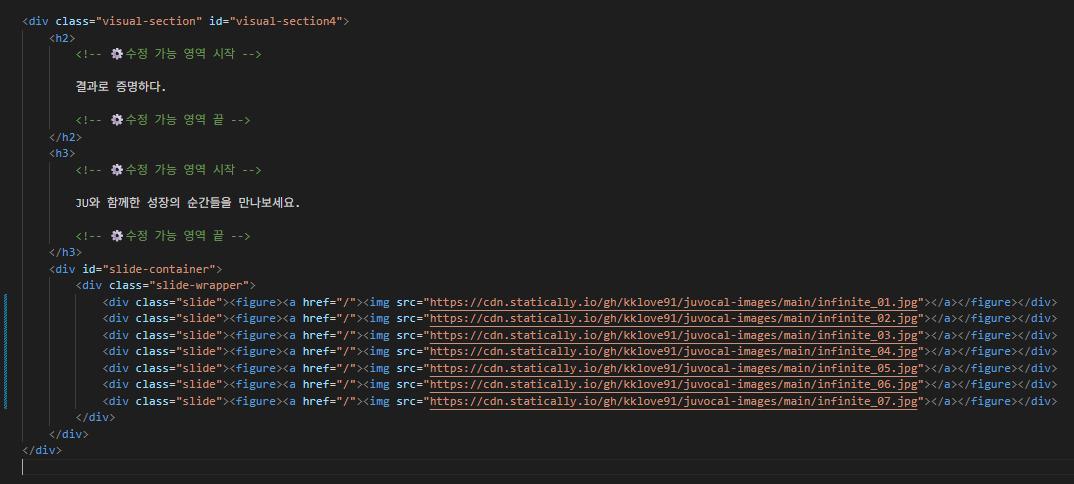 <div class="visual-section" id="visual-section4">
<h2>
<!-- ⚙️수정 가능 영역 시작 -->
결과로 증명하다.
<!-- ⚙️수정 가능 영역 끝 -->
</h2>
<h3>
<!-- ⚙️수정 가능 영역 시작 -->
JU와 함께한 성장의 순간들을 만나보세요.
<!-- ⚙️수정 가능 영역 끝 -->
</h3>
<div id="slide-container">
<div class="slide-wrapper">
<div class="slide"><figure><a href="/"><img src="https://cdn.statically.io/gh/kklove91/juvocal-images/main/infinite_01.jpg"></a></figure></div>
<div class="slide"><figure><a href="/"><img src="https://cdn.statically.io/gh/kklove91/juvocal-images/main/infinite_02.jpg"></a></figure></div>
<div class="slide"><figure><a href="/"><img src="https://cdn.statically.io/gh/kklove91/juvocal-images/main/infinite_03.jpg"></a></figure></div>
<div class="slide"><figure><a href="/"><img src="https://cdn.statically.io/gh/kklove91/juvocal-images/main/infinite_04.jpg"></a></figure></div>
<div class="slide"><figure><a href="/"><img src="https://cdn.statically.io/gh/kklove91/juvocal-images/main/infinite_05.jpg"></a></figure></div>
<div class="slide"><figure><a href="/"><img src="https://cdn.statically.io/gh/kklove91/juvocal-images/main/infinite_06.jpg"></a></figure></div>
<div class="slide"><figure><a href="/"><img src="https://cdn.statically.io/gh/kklove91/juvocal-images/main/infinite_07.jpg"></a></figure></div>
</div>
</div>
</div>